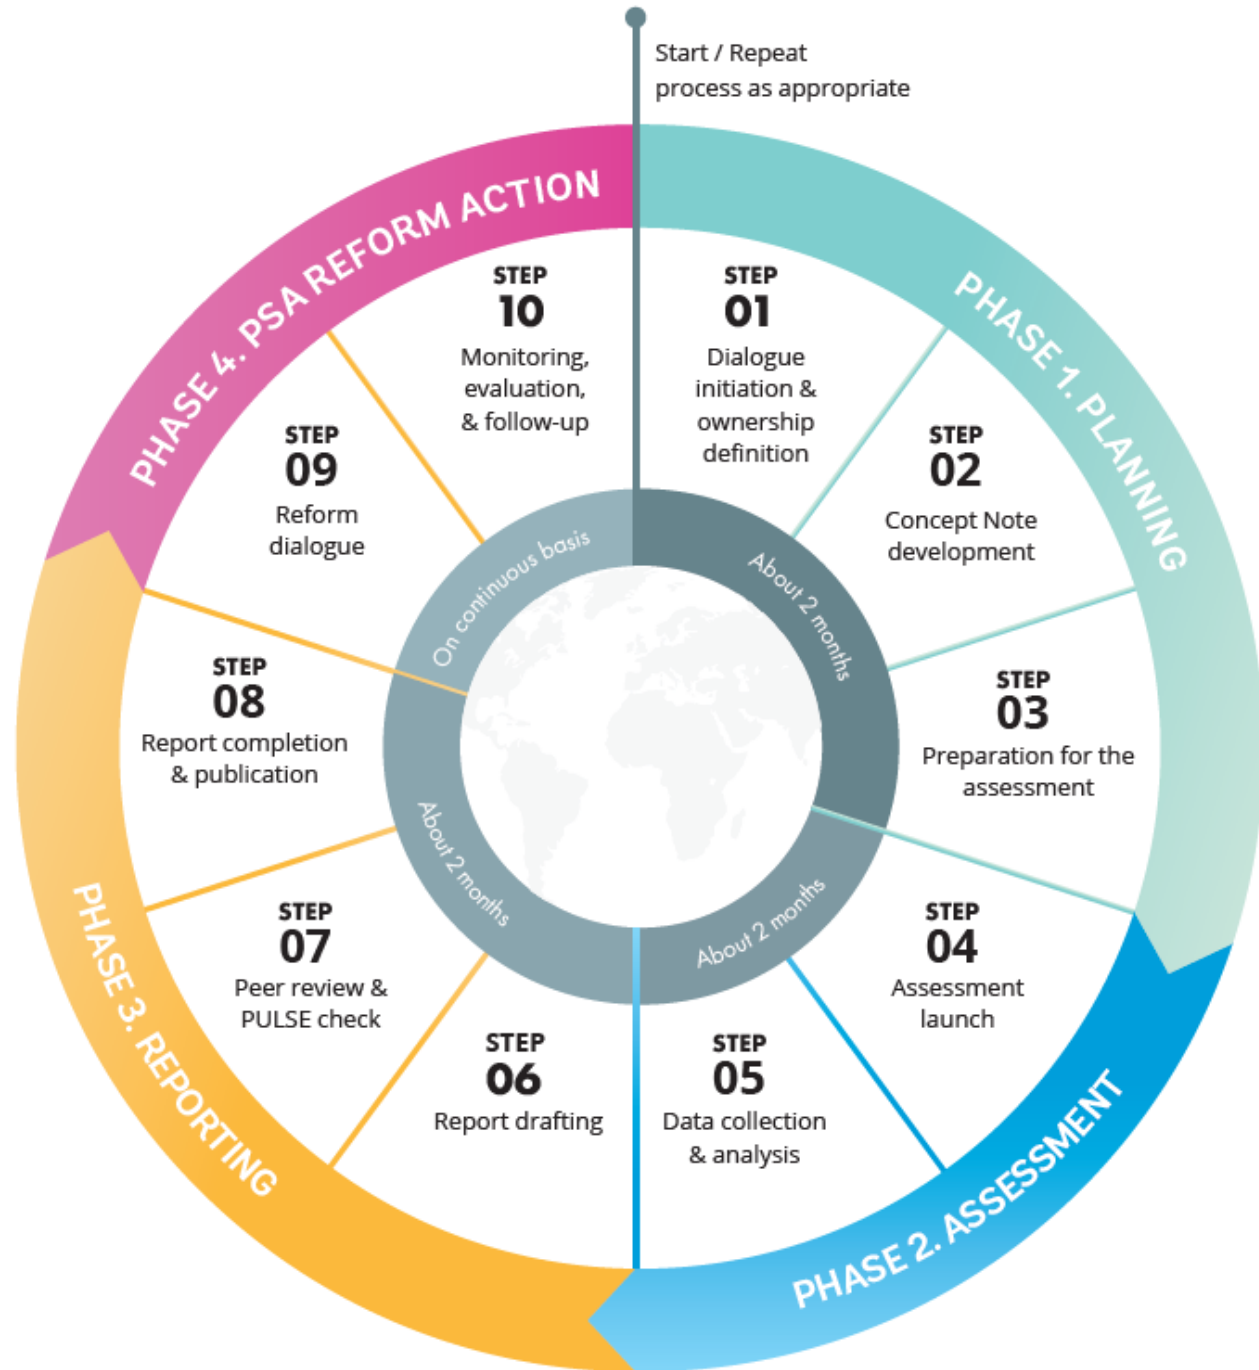 Start / Repeat
process as appropriate
PHASE 1. PLANNING
STEP
01
Dialogue
initiation &
ownership
definition
STEP
02
Concept Note
development
STEP
03
Preparation for the
assessment
About 2 months
PHASE 2. ASSESSMENT
STEP
04
Assessment
launch
STEP
05
Data collection
& analysis
About 2 months
PHASE 3. REPORTING
STEP
06
Report drafting
STEP
07
Peer review &
PULSE check
STEP
08
Report completion
& publication
About 2 months
PHASE 4. PSA REFORM ACTION
STEP
09
Reform
dialogue
STEP
10
Monitoring,
evaluation,
& follow-up
On continuous basis